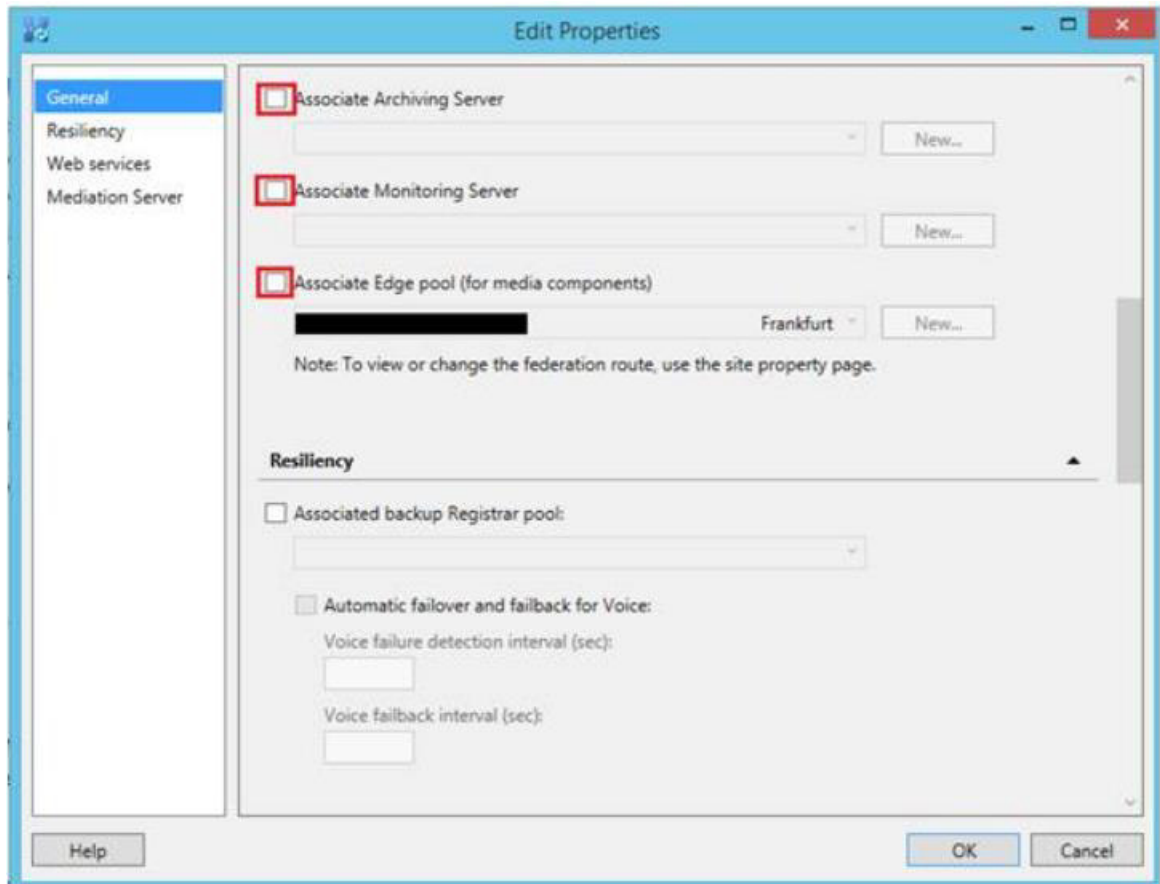 Edit Properties
General
Resiliency
Web services
Mediation Server
Associate Archiving Server
New...
Associate Monitoring Server
New...
Associate Edge pool (for media components)
Frankfurt
New...
Note: To view or change the federation route, use the site property page.
Resiliency
Associated backup Registrar pool:
Automatic failover and failback for Voice:
Voice failure detection interval (sec):
Voice failback interval (sec):
Help
OK
Cancel